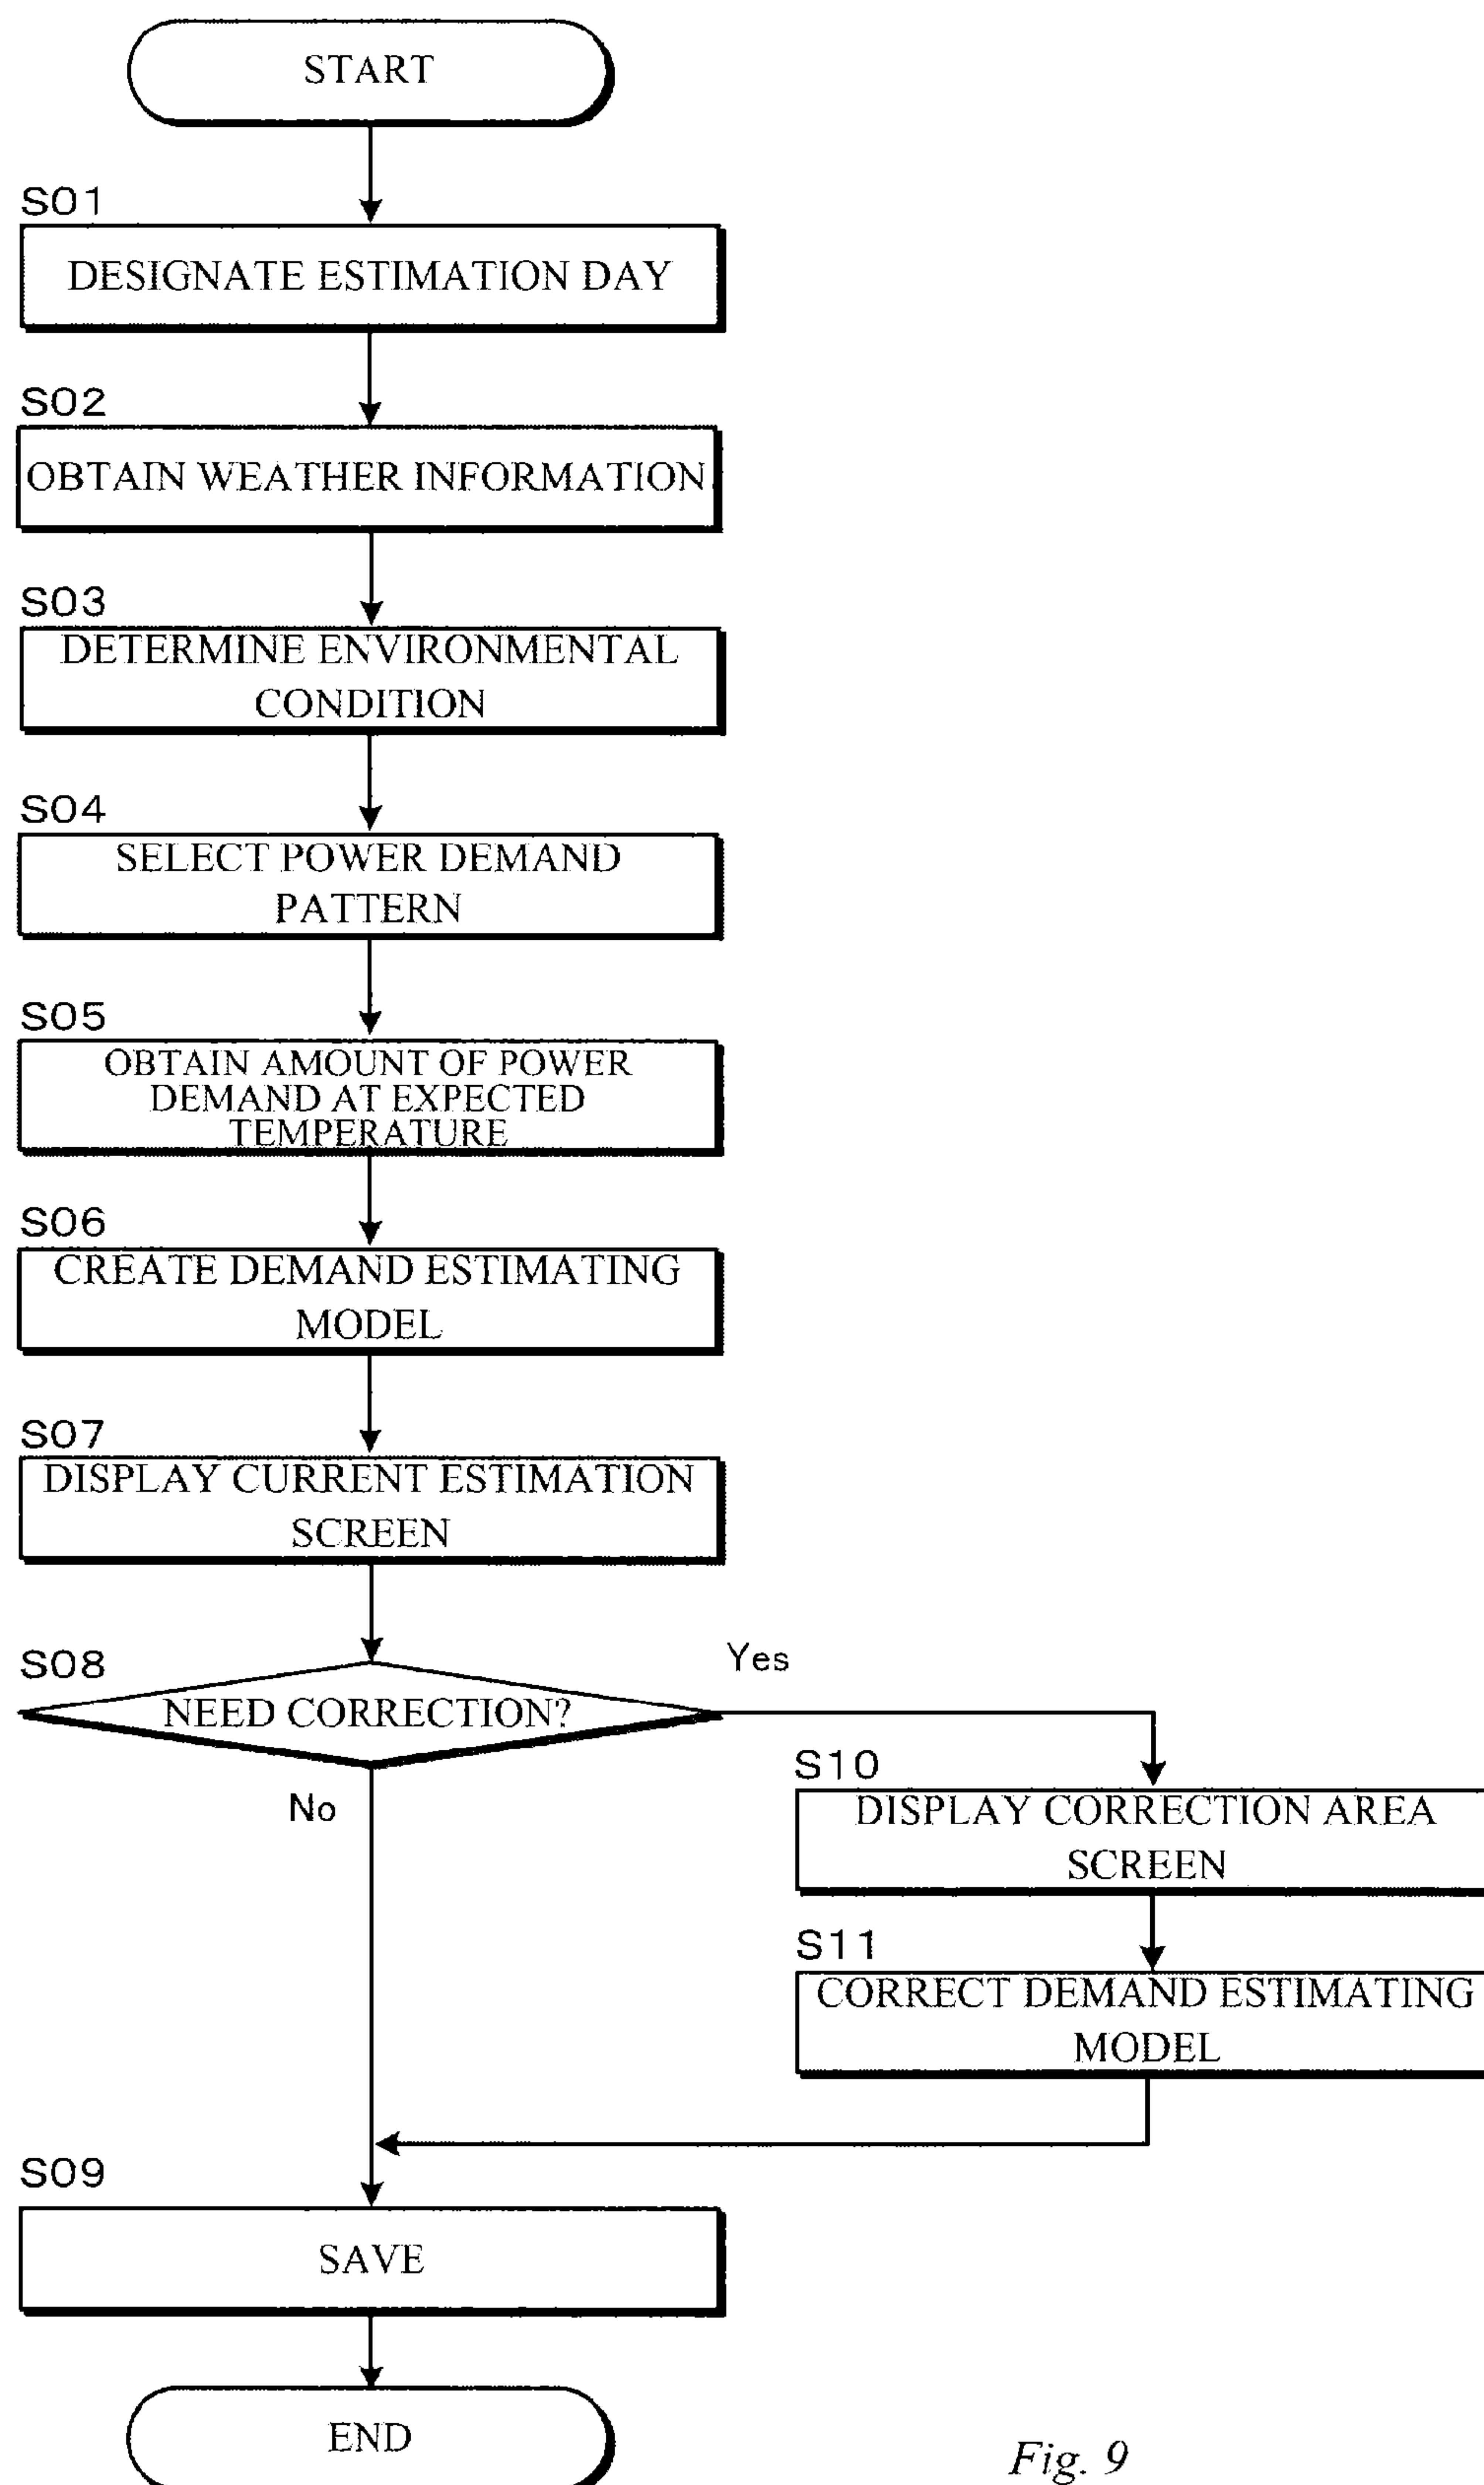 START
S01
DESIGNATE ESTIMATION DAY
S02
OBTAIN WEATHER INFORMATION
S03
DETERMINE ENVIRONMENTAL
CONDITION
S04
SELECT POWER DEMAND
PATTERN
S05
OBTAIN AMOUNT OF POWER
DEMAND AT EXPECTED
TEMPERATURE
S06
CREATE DEMAND ESTIMATING
MODEL
S07
DISPLAY CURRENT ESTIMATION
SCREEN
S08
NEED CORRECTION?
Yes
No
S10
DISPLAY CORRECTION AREA
SCREEN
S11
CORRECT DEMAND ESTIMATING
MODEL
S09
SAVE
END
Fig. 9